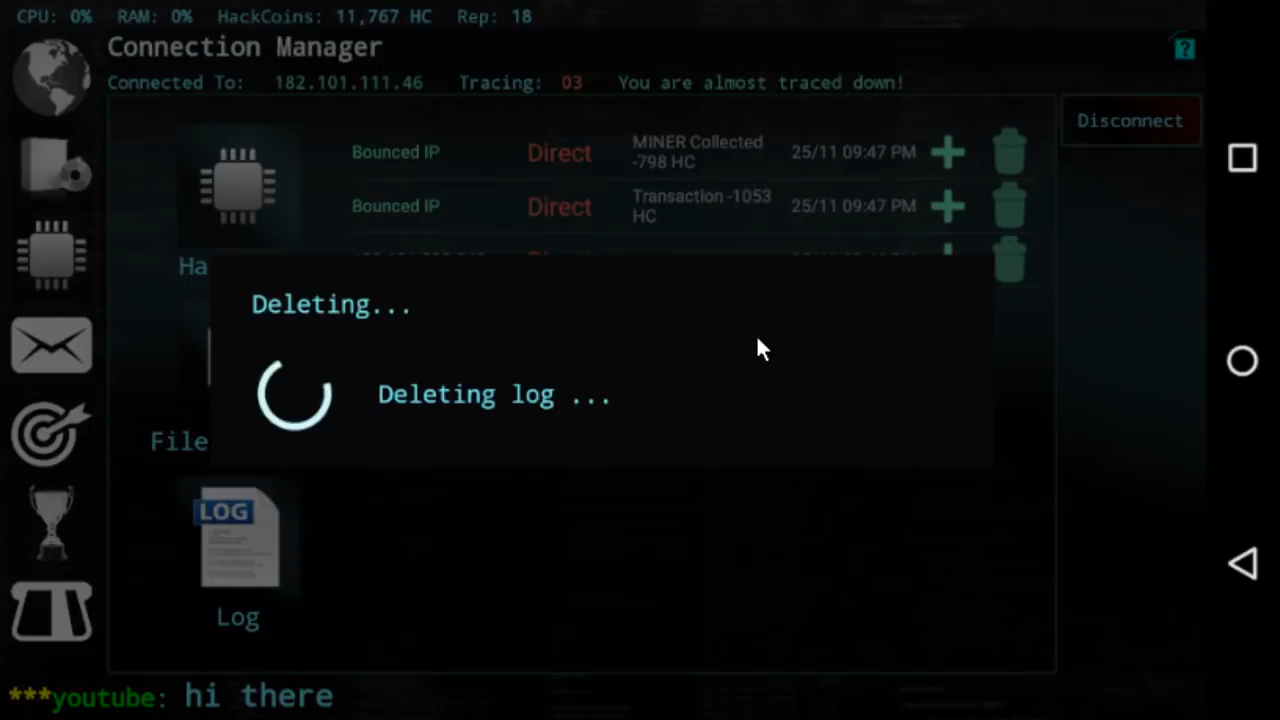 CPU: 0% RAM: 0% HackCoins: 11,767 HC Rep: 18
Connection Manager
?
Connected To: 182.101.111.46 Tracing: 03 You are almost traced down!
Disconnect
Bounced IP Direct MINER Collected -798 HC 25/11 09:47 PM
Bounced IP Direct Transaction -1053 HC 25/11 09:47 PM
Ha
Deleting...
Deleting log ...
File
LOG
Log
***youtube: hi there